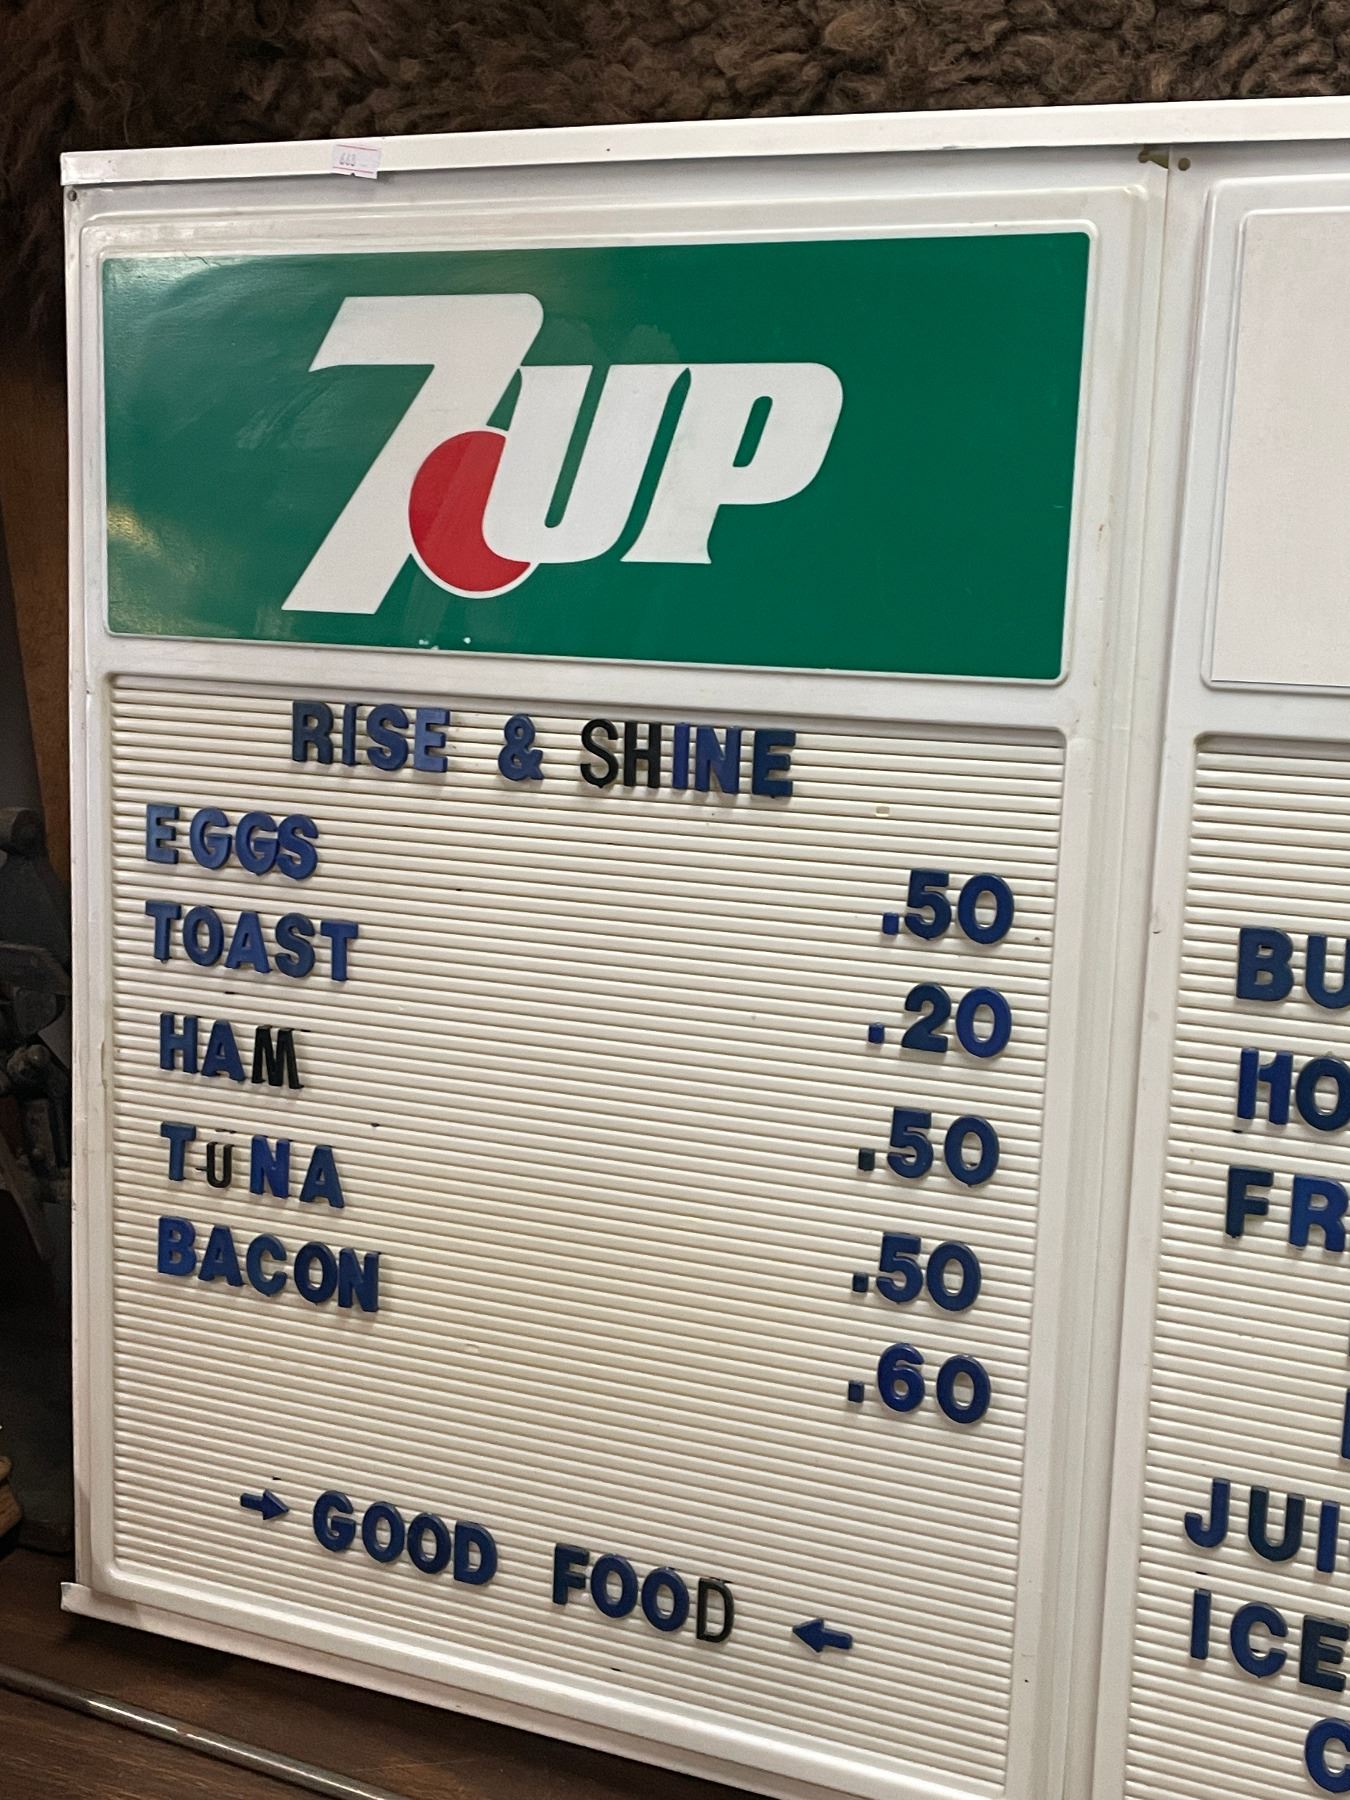 7UP
RISE & SHINE
EGGS .50
TOAST .20
HAM .50
TUNA .50
BACON .60
→ GOOD FOOD ←
BU
HO
FR
JUI
ICE
C